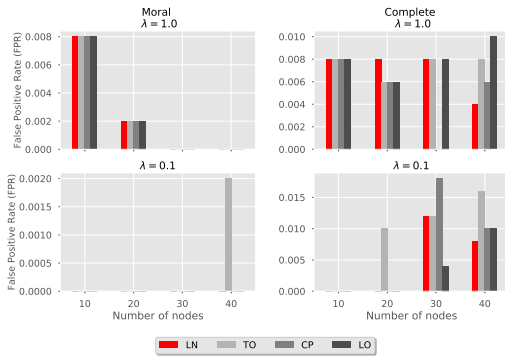 Moral
λ = 1.0
Complete
λ = 1.0
False Positive Rate (FPR)
0.008
0.006
0.004
0.002
0.000
0.010
0.008
0.006
0.004
0.002
0.000
λ = 0.1
λ = 0.1
False Positive Rate (FPR)
0.0020
0.0015
0.0010
0.0005
0.0000
0.015
0.010
0.005
0.000
10 20 30 40
10 20 30 40
Number of nodes
Number of nodes
LN TO CP LO